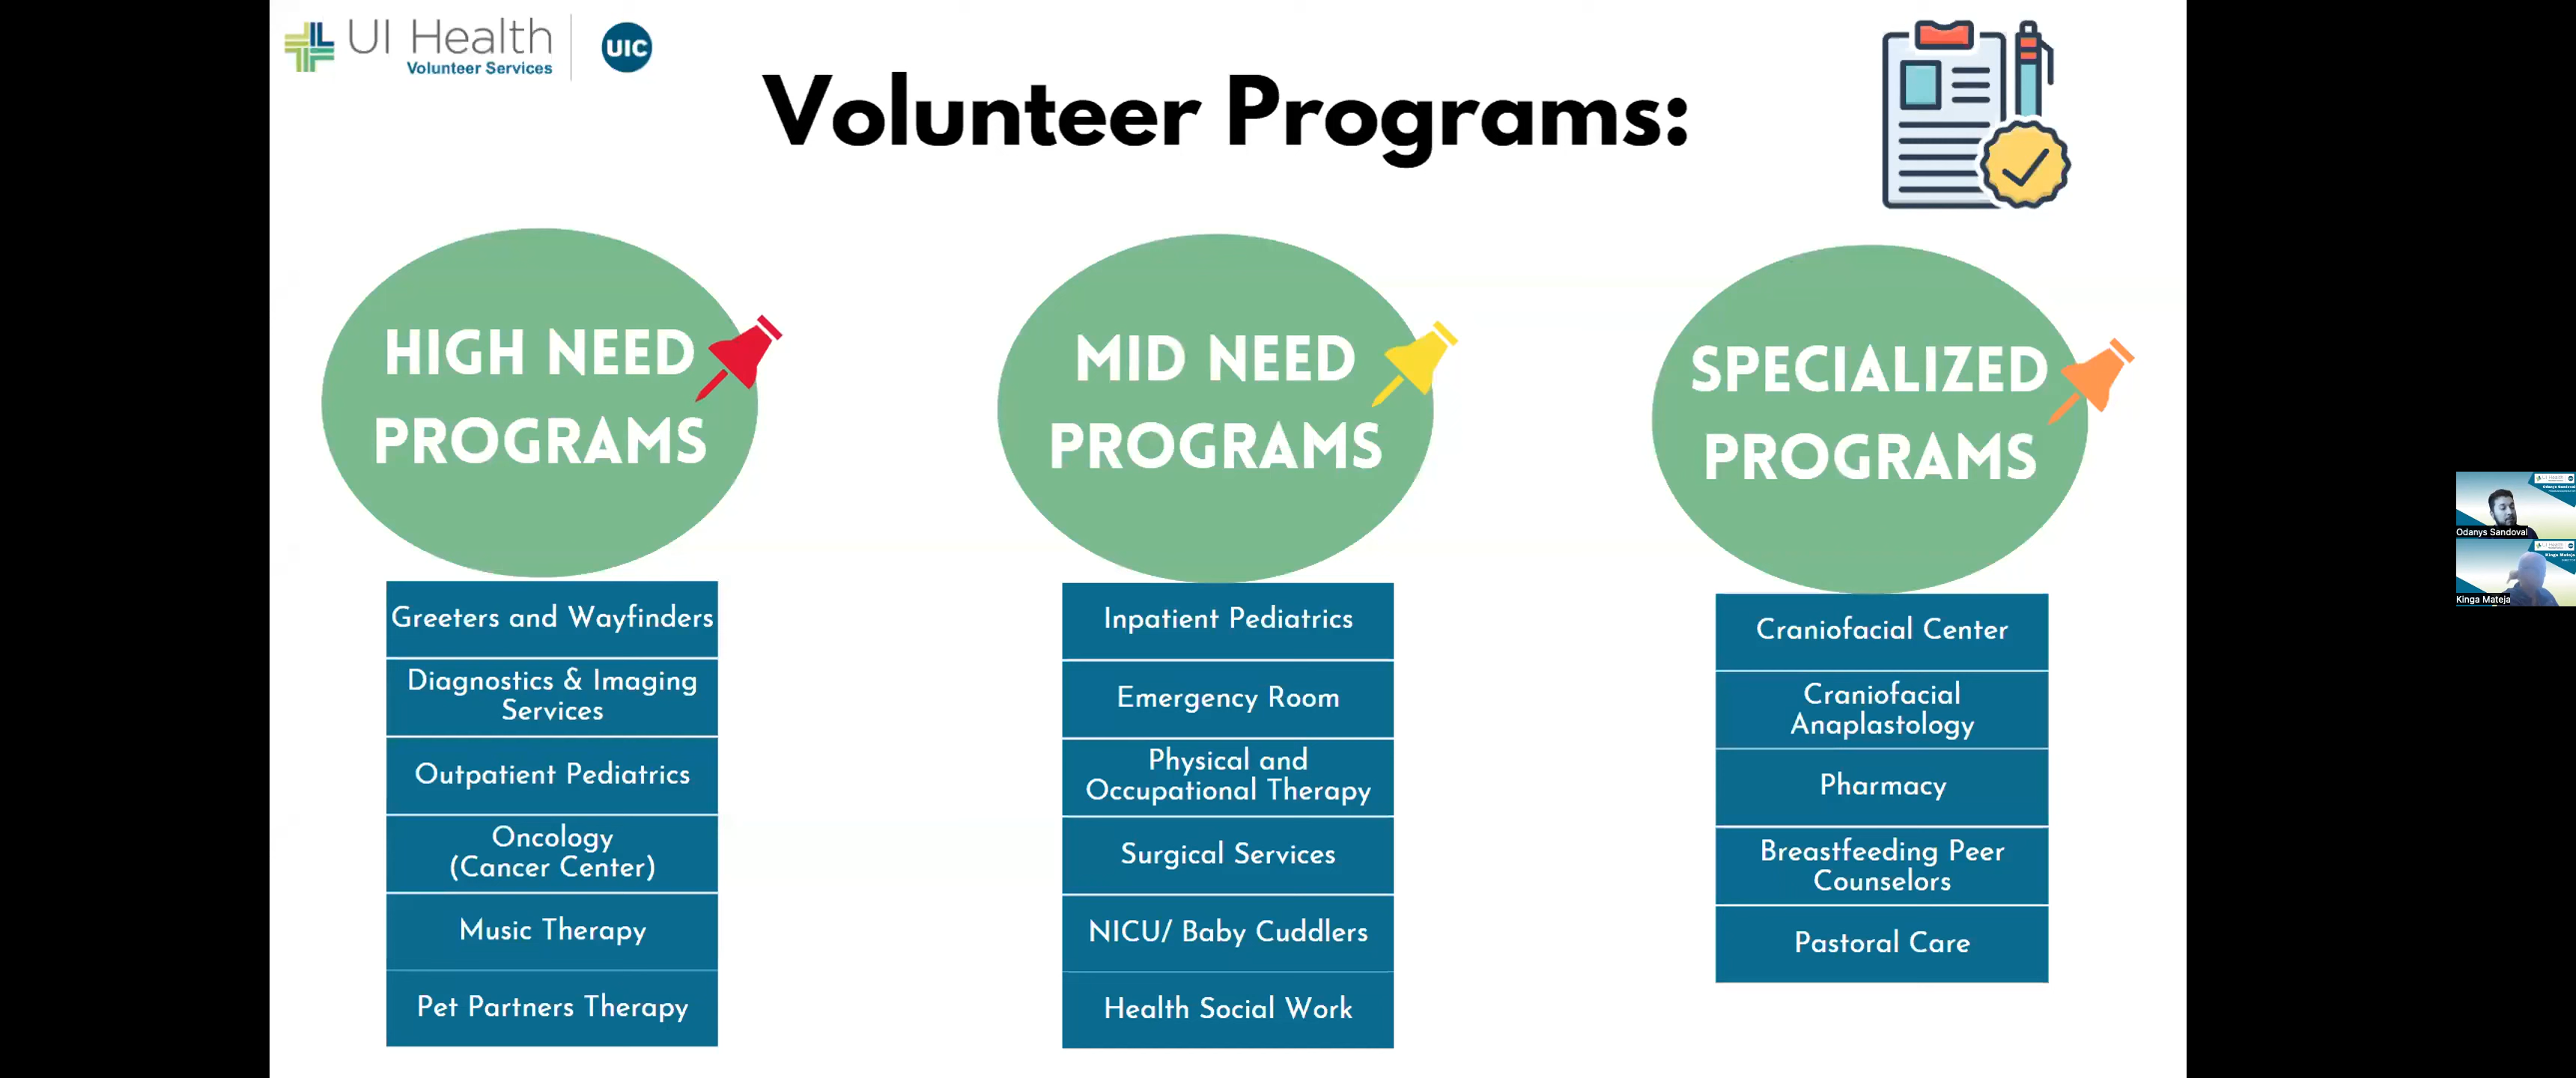 UI Health
Volunteer Services
UIC
Volunteer Programs:
HIGH NEED
PROGRAMS
Greeters and Wayfinders
Diagnostics & Imaging
Services
Outpatient Pediatrics
Oncology
(Cancer Center)
Music Therapy
Pet Partners Therapy
MID NEED
PROGRAMS
Inpatient Pediatrics
Emergency Room
Physical and
Occupational Therapy
Surgical Services
NICU/ Baby Cuddlers
Health Social Work
SPECIALIZED
PROGRAMS
Craniofacial Center
Craniofacial
Anaplastology
Pharmacy
Breastfeeding Peer
Counselors
Pastoral Care
Odanys Sandoval
Kinga Mateja